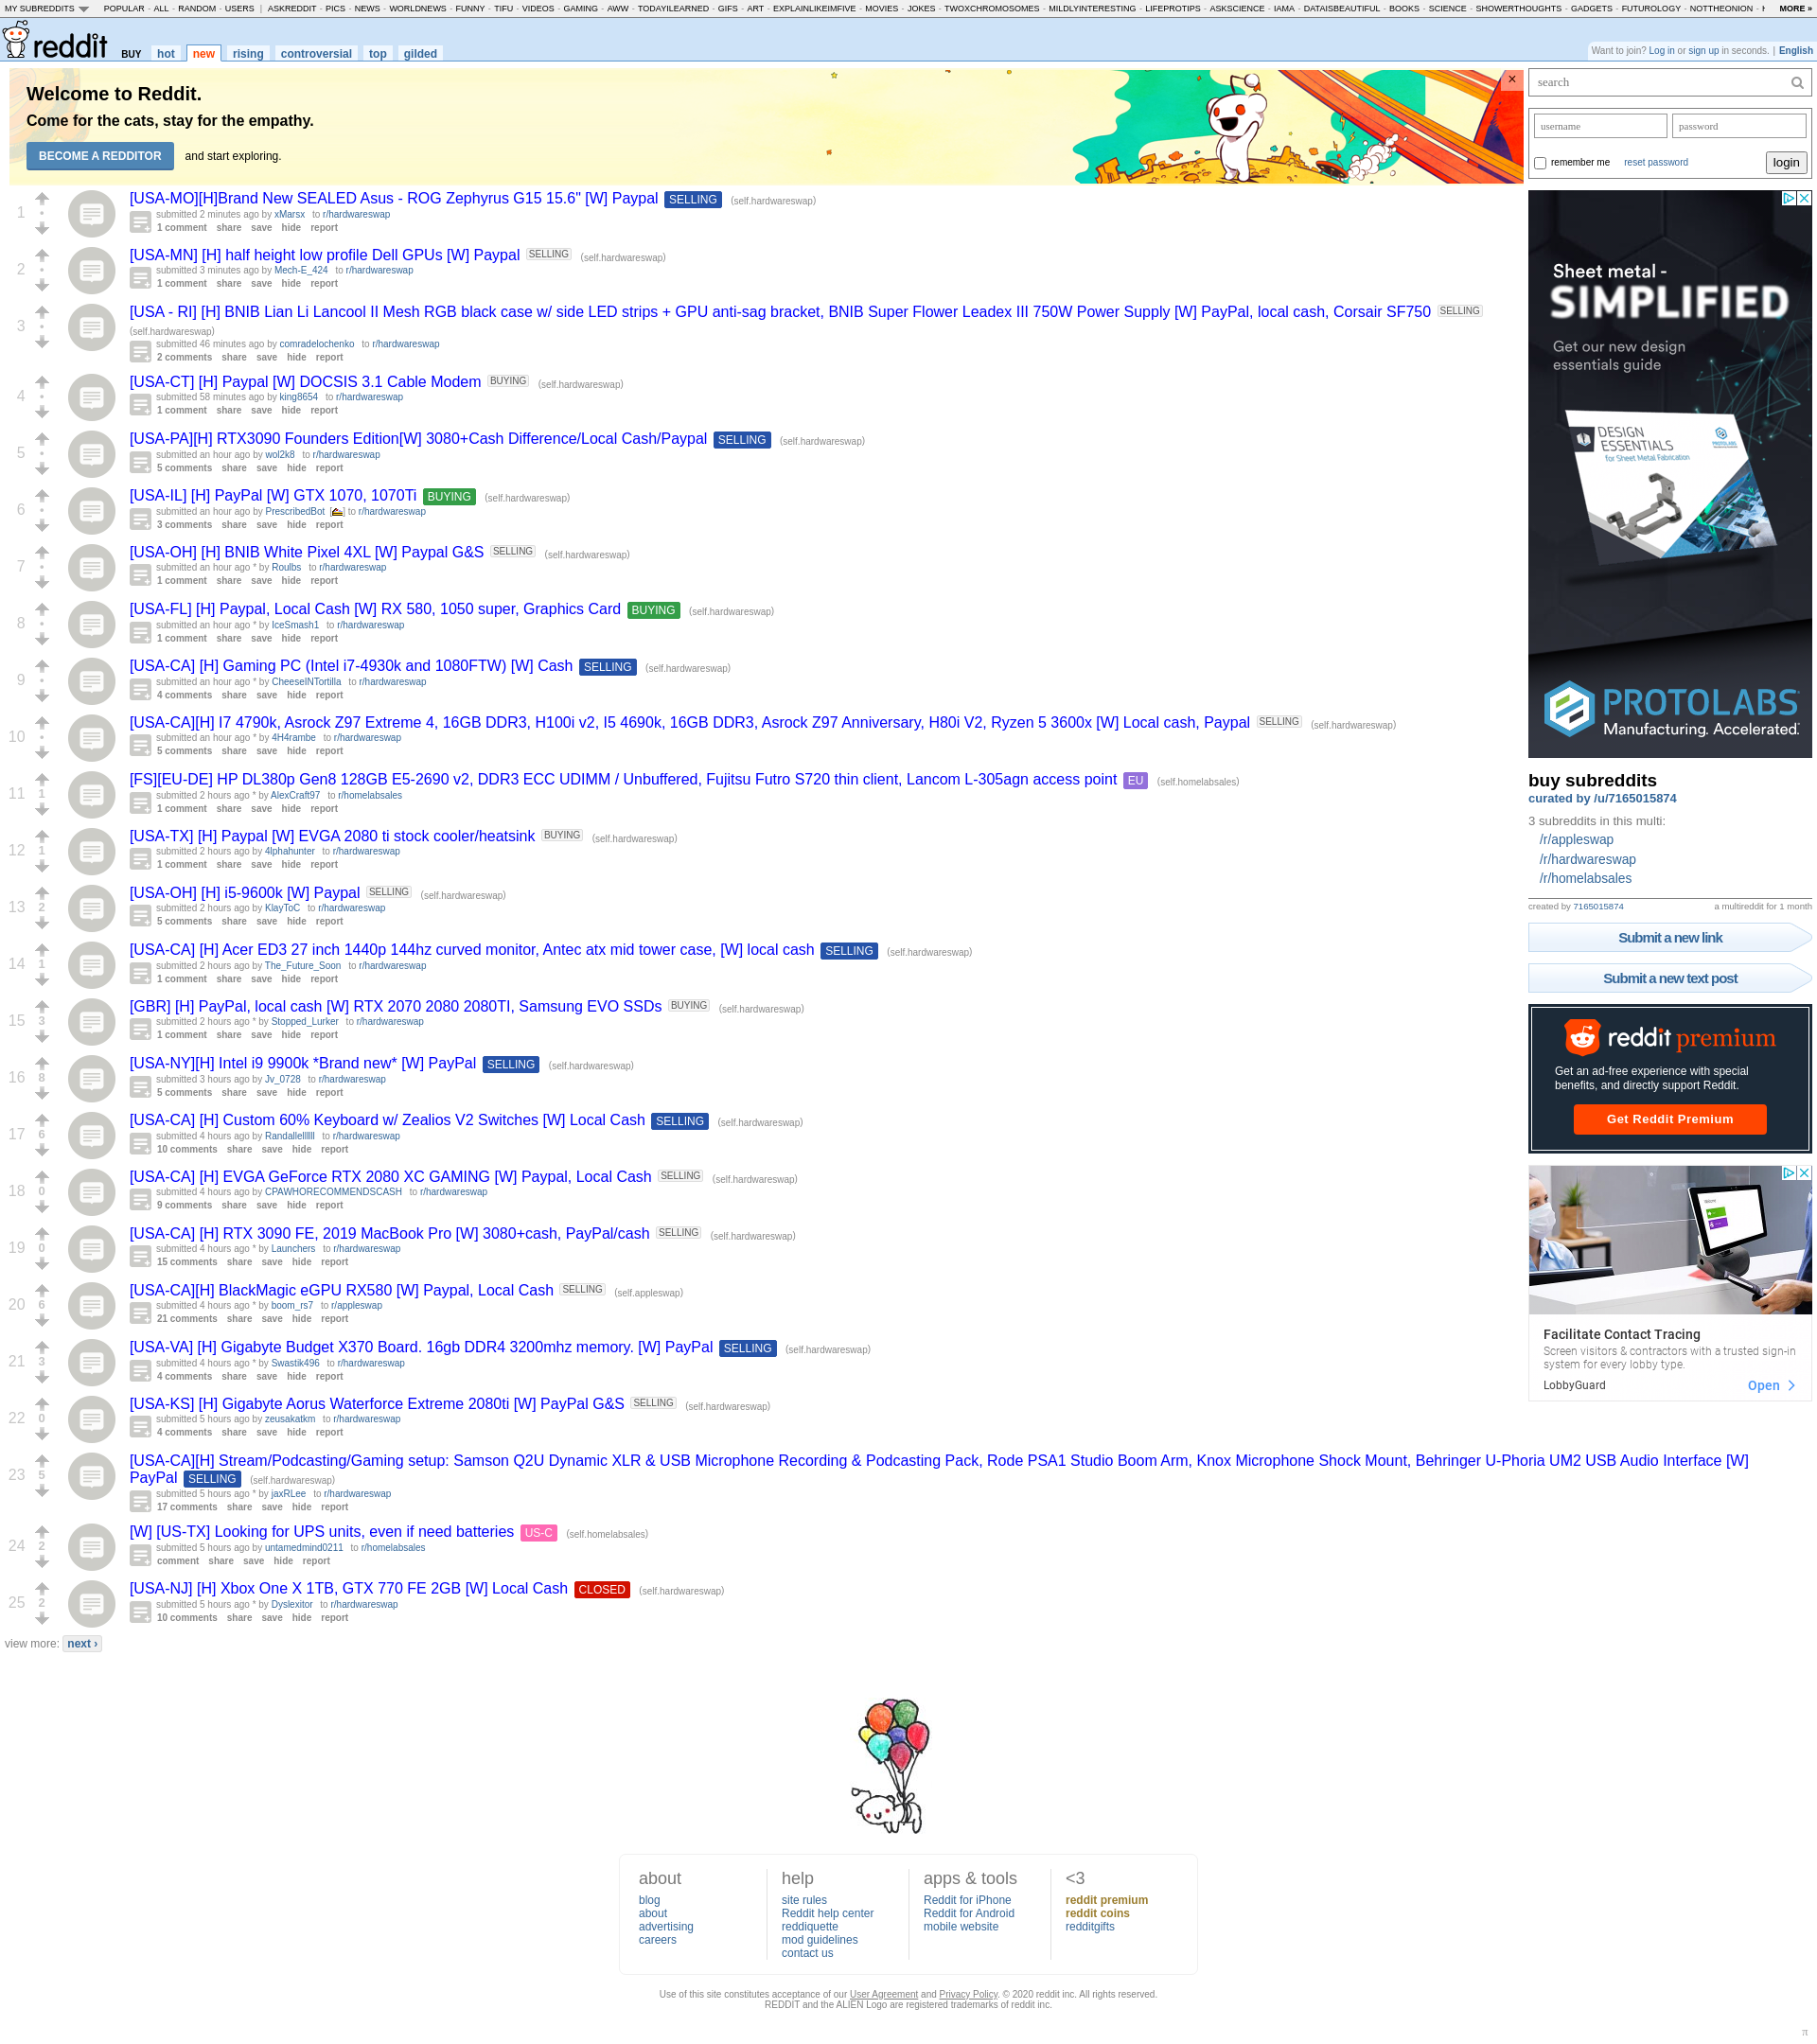 MY SUBREDDITS POPULAR - ALL - RANDOM - USERS | ASKREDDIT - PICS - NEWS - WORLDNEWS - FUNNY - TIFU - VIDEOS - GAMING - AWW - TODAYILEARNED - GIFS - ART - EXPLAINLIKEIMFIVE - MOVIES - JOKES - TWOXCHROMOSOMES - MILDLYINTERESTING - LIFEPROTIPS - ASKSCIENCE - IAMA - DATAISBEAUTIFUL - BOOKS - SCIENCE - SHOWERTHOUGHTS - GADGETS - FUTUROLOGY - NOTTHEONION - MORE »
reddit BUY hot new rising controversial top gilded
Want to join? Log in or sign up in seconds. | English
Welcome to Reddit.
Come for the cats, stay for the empathy.
BECOME A REDDITOR and start exploring.
×
1
[USA-MO][H]Brand New SEALED Asus - ROG Zephyrus G15 15.6" [W] Paypal SELLING (self.hardwareswap)
submitted 2 minutes ago by xMarsx to r/hardwareswap
1 comment share save hide report
2
[USA-MN] [H] half height low profile Dell GPUs [W] Paypal SELLING (self.hardwareswap)
submitted 3 minutes ago by Mech-E_424 to r/hardwareswap
1 comment share save hide report
3
[USA - RI] [H] BNIB Lian Li Lancool II Mesh RGB black case w/ side LED strips + GPU anti-sag bracket, BNIB Super Flower Leadex III 750W Power Supply [W] PayPal, local cash, Corsair SF750 SELLING
(self.hardwareswap)
submitted 46 minutes ago by comradelochenko to r/hardwareswap
2 comments share save hide report
4
[USA-CT] [H] Paypal [W] DOCSIS 3.1 Cable Modem BUYING (self.hardwareswap)
submitted 58 minutes ago by king8654 to r/hardwareswap
1 comment share save hide report
5
[USA-PA][H] RTX3090 Founders Edition[W] 3080+Cash Difference/Local Cash/Paypal SELLING (self.hardwareswap)
submitted an hour ago by wol2k8 to r/hardwareswap
5 comments share save hide report
6
[USA-IL] [H] PayPal [W] GTX 1070, 1070Ti BUYING (self.hardwareswap)
submitted an hour ago by PrescribedBot [] to r/hardwareswap
3 comments share save hide report
7
[USA-OH] [H] BNIB White Pixel 4XL [W] Paypal G&S SELLING (self.hardwareswap)
submitted an hour ago * by Roulbs to r/hardwareswap
1 comment share save hide report
8
[USA-FL] [H] Paypal, Local Cash [W] RX 580, 1050 super, Graphics Card BUYING (self.hardwareswap)
submitted an hour ago * by IceSmash1 to r/hardwareswap
1 comment share save hide report
9
[USA-CA] [H] Gaming PC (Intel i7-4930k and 1080FTW) [W] Cash SELLING (self.hardwareswap)
submitted an hour ago * by CheeseINTortilla to r/hardwareswap
4 comments share save hide report
10
[USA-CA][H] I7 4790k, Asrock Z97 Extreme 4, 16GB DDR3, H100i v2, I5 4690k, 16GB DDR3, Asrock Z97 Anniversary, H80i V2, Ryzen 5 3600x [W] Local cash, Paypal SELLING (self.hardwareswap)
submitted an hour ago * by 4H4rambe to r/hardwareswap
5 comments share save hide report
11 1
[FS][EU-DE] HP DL380p Gen8 128GB E5-2690 v2, DDR3 ECC UDIMM / Unbuffered, Fujitsu Futro S720 thin client, Lancom L-305agn access point EU (self.homelabsales)
submitted 2 hours ago * by AlexCraft97 to r/homelabsales
1 comment share save hide report
12 1
[USA-TX] [H] Paypal [W] EVGA 2080 ti stock cooler/heatsink BUYING (self.hardwareswap)
submitted 2 hours ago by 4lphahunter to r/hardwareswap
1 comment share save hide report
13 2
[USA-OH] [H] i5-9600k [W] Paypal SELLING (self.hardwareswap)
submitted 2 hours ago by KlayToC to r/hardwareswap
5 comments share save hide report
14 1
[USA-CA] [H] Acer ED3 27 inch 1440p 144hz curved monitor, Antec atx mid tower case, [W] local cash SELLING (self.hardwareswap)
submitted 2 hours ago by The_Future_Soon to r/hardwareswap
1 comment share save hide report
15 3
[GBR] [H] PayPal, local cash [W] RTX 2070 2080 2080TI, Samsung EVO SSDs BUYING (self.hardwareswap)
submitted 2 hours ago * by Stopped_Lurker to r/hardwareswap
1 comment share save hide report
16 8
[USA-NY][H] Intel i9 9900k *Brand new* [W] PayPal SELLING (self.hardwareswap)
submitted 3 hours ago by Jv_0728 to r/hardwareswap
5 comments share save hide report
17 6
[USA-CA] [H] Custom 60% Keyboard w/ Zealios V2 Switches [W] Local Cash SELLING (self.hardwareswap)
submitted 4 hours ago by to r/hardwareswap
10 comments share save hide report
18 0
[USA-CA] [H] EVGA GeForce RTX 2080 XC GAMING [W] Paypal, Local Cash SELLING (self.hardwareswap)
submitted 4 hours ago by CPAWHORECOMMENDSCASH to r/hardwareswap
9 comments share save hide report
19 0
[USA-CA] [H] RTX 3090 FE, 2019 MacBook Pro [W] 3080+cash, PayPal/cash SELLING (self.hardwareswap)
submitted 4 hours ago * by Launchers to r/hardwareswap
15 comments share save hide report
20 6
[USA-CA][H] BlackMagic eGPU RX580 [W] Paypal, Local Cash SELLING (self.appleswap)
submitted 4 hours ago * by boom_rs7 to r/appleswap
21 comments share save hide report
21 3
[USA-VA] [H] Gigabyte Budget X370 Board. 16gb DDR4 3200mhz memory. [W] PayPal SELLING (self.hardwareswap)
submitted 4 hours ago * by Swastik496 to r/hardwareswap
4 comments share save hide report
22 0
[USA-KS] [H] Gigabyte Aorus Waterforce Extreme 2080ti [W] PayPal G&S SELLING (self.hardwareswap)
submitted 5 hours ago by zeusakatkm to r/hardwareswap
4 comments share save hide report
23 5
[USA-CA][H] Stream/Podcasting/Gaming setup: Samson Q2U Dynamic XLR & USB Microphone Recording & Podcasting Pack, Rode PSA1 Studio Boom Arm, Knox Microphone Shock Mount, Behringer U-Phoria UM2 USB Audio Interface [W]
PayPal SELLING (self.hardwareswap)
submitted 5 hours ago * by jaxRLee to r/hardwareswap
17 comments share save hide report
24 2
[W] [US-TX] Looking for UPS units, even if need batteries US-C (self.homelabsales)
submitted 5 hours ago by untamedmind0211 to r/homelabsales
comment share save hide report
25 2
[USA-NJ] [H] Xbox One X 1TB, GTX 770 FE 2GB [W] Local Cash CLOSED (self.hardwareswap)
submitted 5 hours ago * by Dyslexitor to r/hardwareswap
10 comments share save hide report
view more: next ›
search
username password
remember me reset password login
Sheet metal -
SIMPLIFIED
Get our new design
essentials guide
DESIGN
ESSENTIALS
for Sheet Metal Fabrication
PROTOLABS
Manufacturing. Accelerated.
buy subreddits
curated by /u/7165015874
3 subreddits in this multi:
/r/appleswap
/r/hardwareswap
/r/homelabsales
created by 7165015874 a multireddit for 1 month
Submit a new link
Submit a new text post
reddit premium
Get an ad-free experience with special
benefits, and directly support Reddit.
Get Reddit Premium
Facilitate Contact Tracing
Screen visitors & contractors with a trusted sign-in
system for every lobby type.
LobbyGuard Open
about
blog
about
advertising
careers
help
site rules
Reddit help center
reddiquette
mod guidelines
contact us
apps & tools
Reddit for iPhone
Reddit for Android
mobile website
<3
reddit premium
reddit coins
redditgifts
Use of this site constitutes acceptance of our User Agreement and Privacy Policy. © 2020 reddit inc. All rights reserved.
REDDIT and the ALIEN Logo are registered trademarks of reddit inc.
π